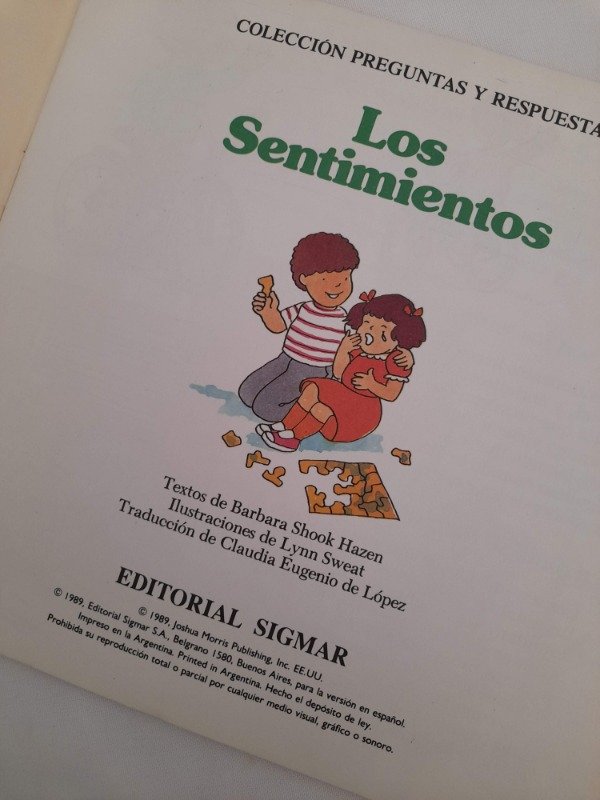 COLECCIÓN PREGUNTAS Y RESPUESTA
Los
Sentimientos
Textos de Barbara Shook Hazen
Ilustraciones de Lynn Sweat
Traducción de Claudia Eugenio de López
EDITORIAL SIGMAR
© 1989, Joshua Morris Publishing, Inc. EE.UU.
© 1989, Editorial Sigmar S.A., Belgrano 1580, Buenos Aires, para la versión en español.
Impreso en la Argentina. Printed in Argentina. Hecho el depósito de ley.
Prohibida su reproducción total o parcial por cualquier medio visual, gráfico o sonoro.